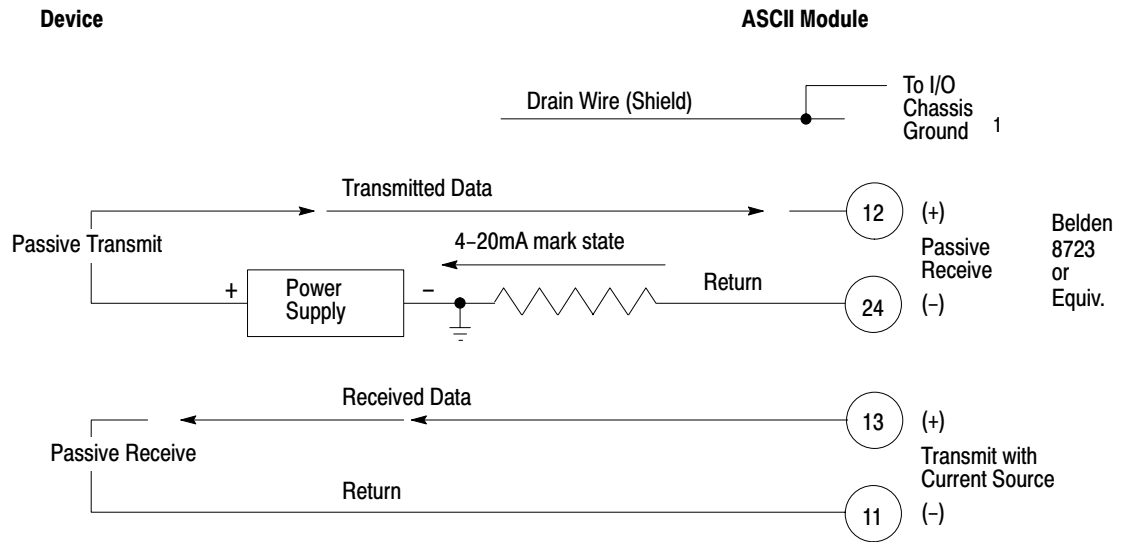 Device
ASCII Module
Drain Wire (Shield)
To I/O
Chassis
Ground 1
Transmitted Data
12 (+)
Passive Transmit
4–20mA mark state
Passive
Receive
Belden
8723
or
Equiv.
+
Power
Supply
–
Return
24 (–)
Received Data
13 (+)
Passive Receive
Transmit with
Current Source
Return
11 (–)